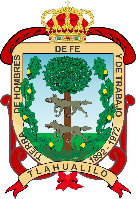 TIERRA DE HOMBRES DE FE Y DE TRABAJO
1892-1972
TLAHUALILO